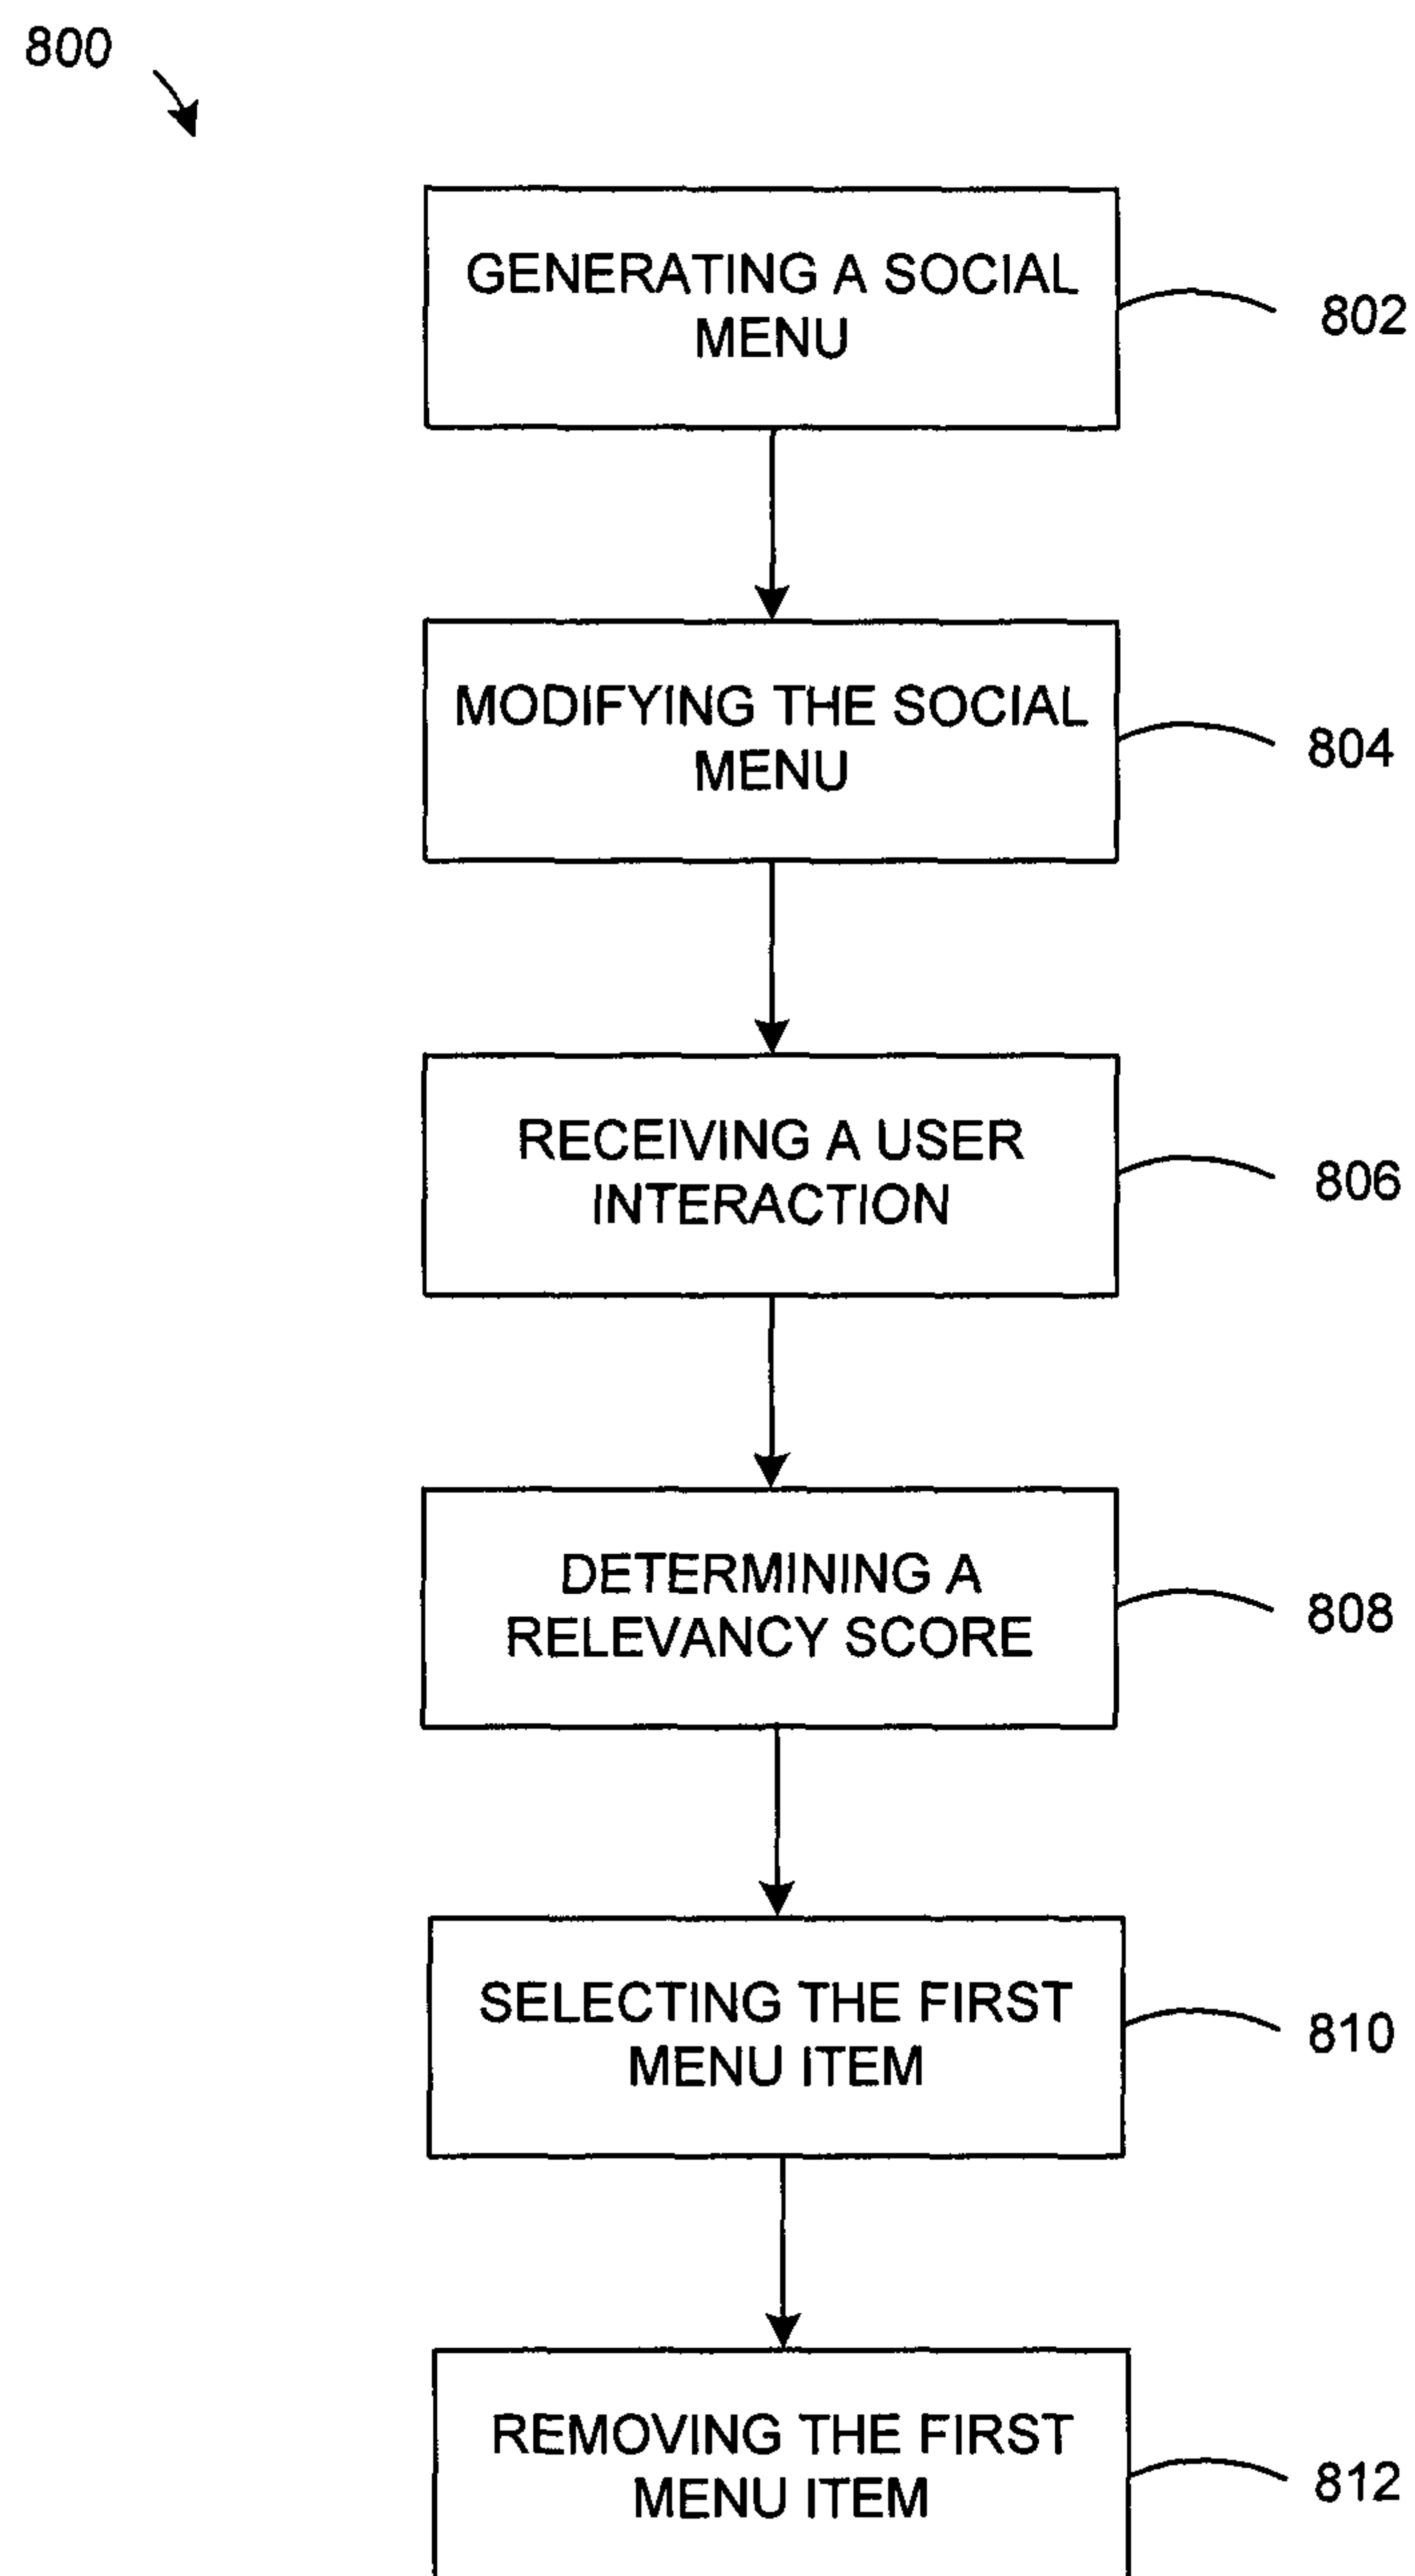 800
GENERATING A SOCIAL
MENU
802
MODIFYING THE SOCIAL
MENU
804
RECEIVING A USER
INTERACTION
806
DETERMINING A
RELEVANCY SCORE
808
SELECTING THE FIRST
MENU ITEM
810
REMOVING THE FIRST
MENU ITEM
812